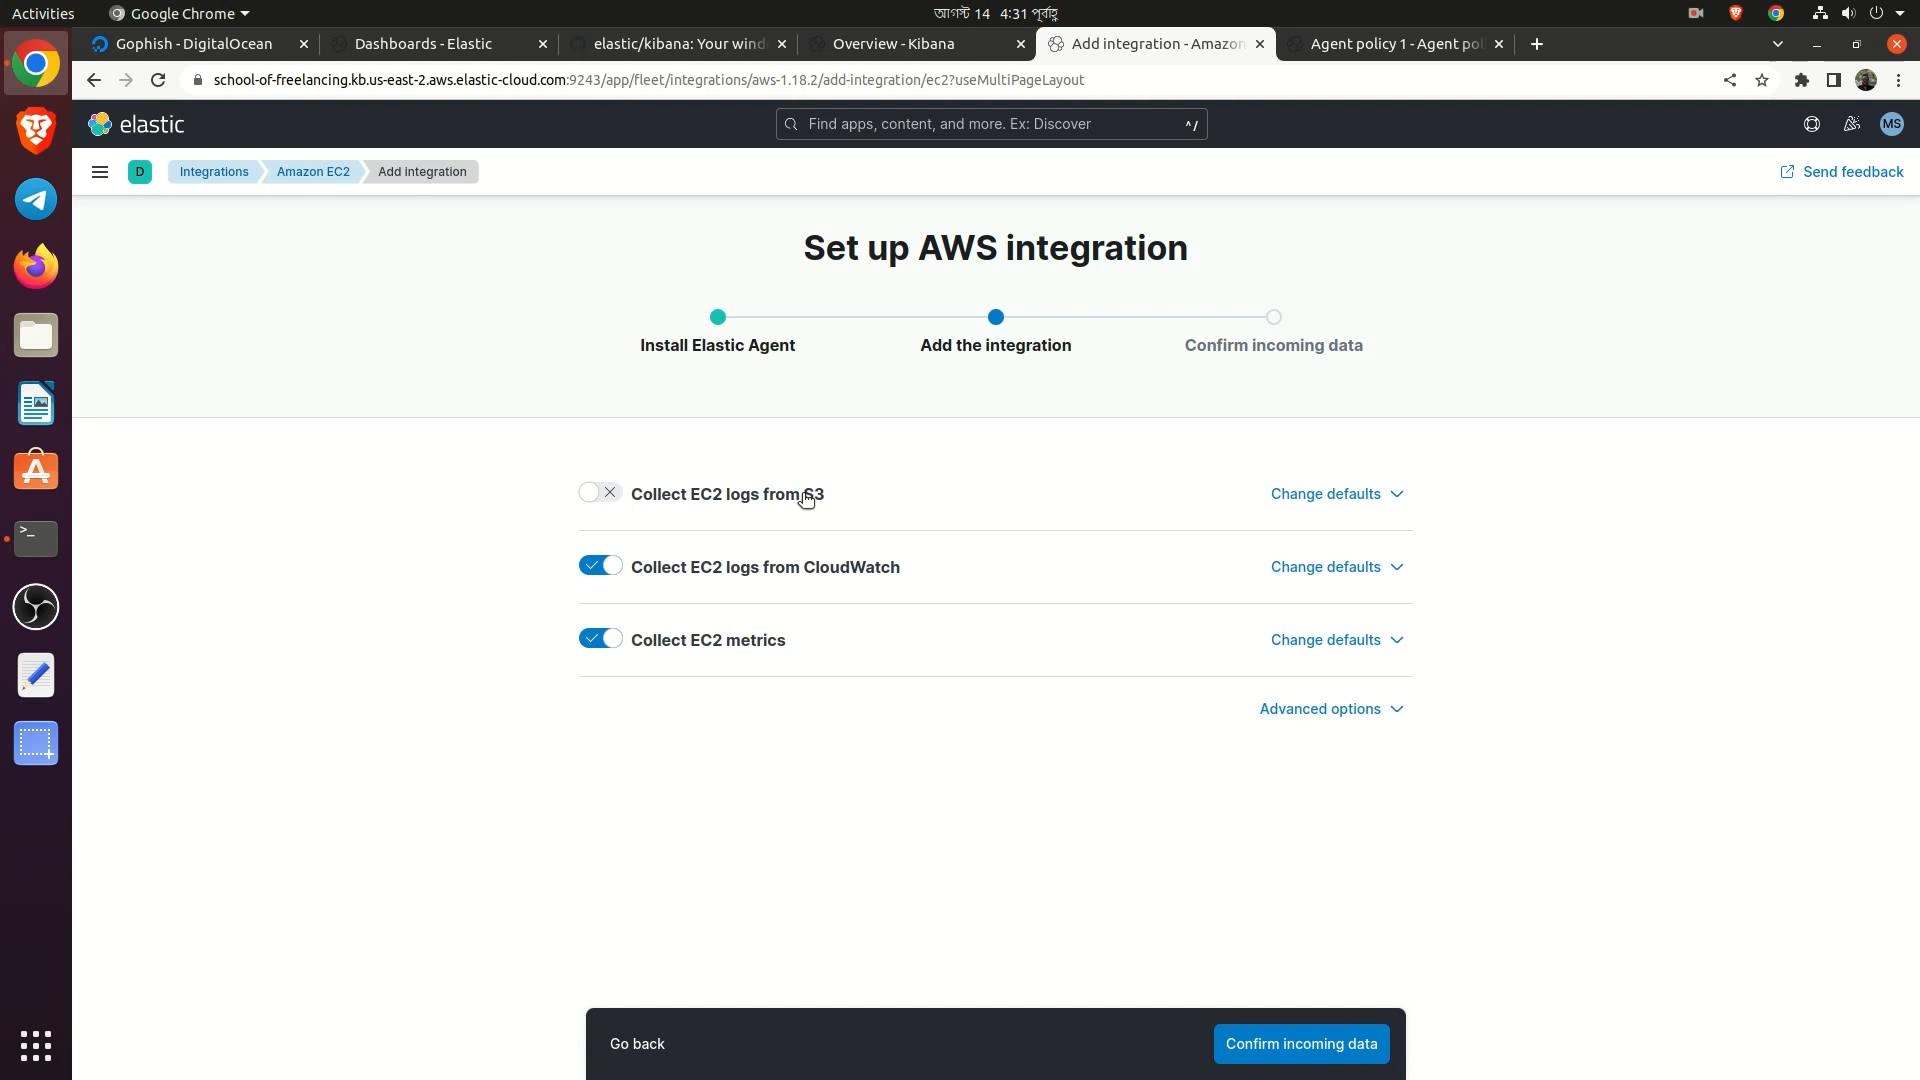 Activities Google Chrome আগস্ট 14 4:31 পূর্বাহ্ণ
Gophish - DigitalOcean Dashboards - Elastic elastic/kibana: Your wind Overview - Kibana Add integration - Amazon Agent policy 1 - Agent pol
school-of-freelancing.kb.us-east-2.aws.elastic-cloud.com:9243/app/fleet/integrations/aws-1.18.2/add-integration/ec2?useMultiPageLayout
elastic Find apps, content, and more. Ex: Discover ^/ MS
D Integrations Amazon EC2 Add integration Send feedback
Set up AWS integration
Install Elastic Agent Add the integration Confirm incoming data
Collect EC2 logs from S3 Change defaults
Collect EC2 logs from CloudWatch Change defaults
Collect EC2 metrics Change defaults
Advanced options
Go back Confirm incoming data